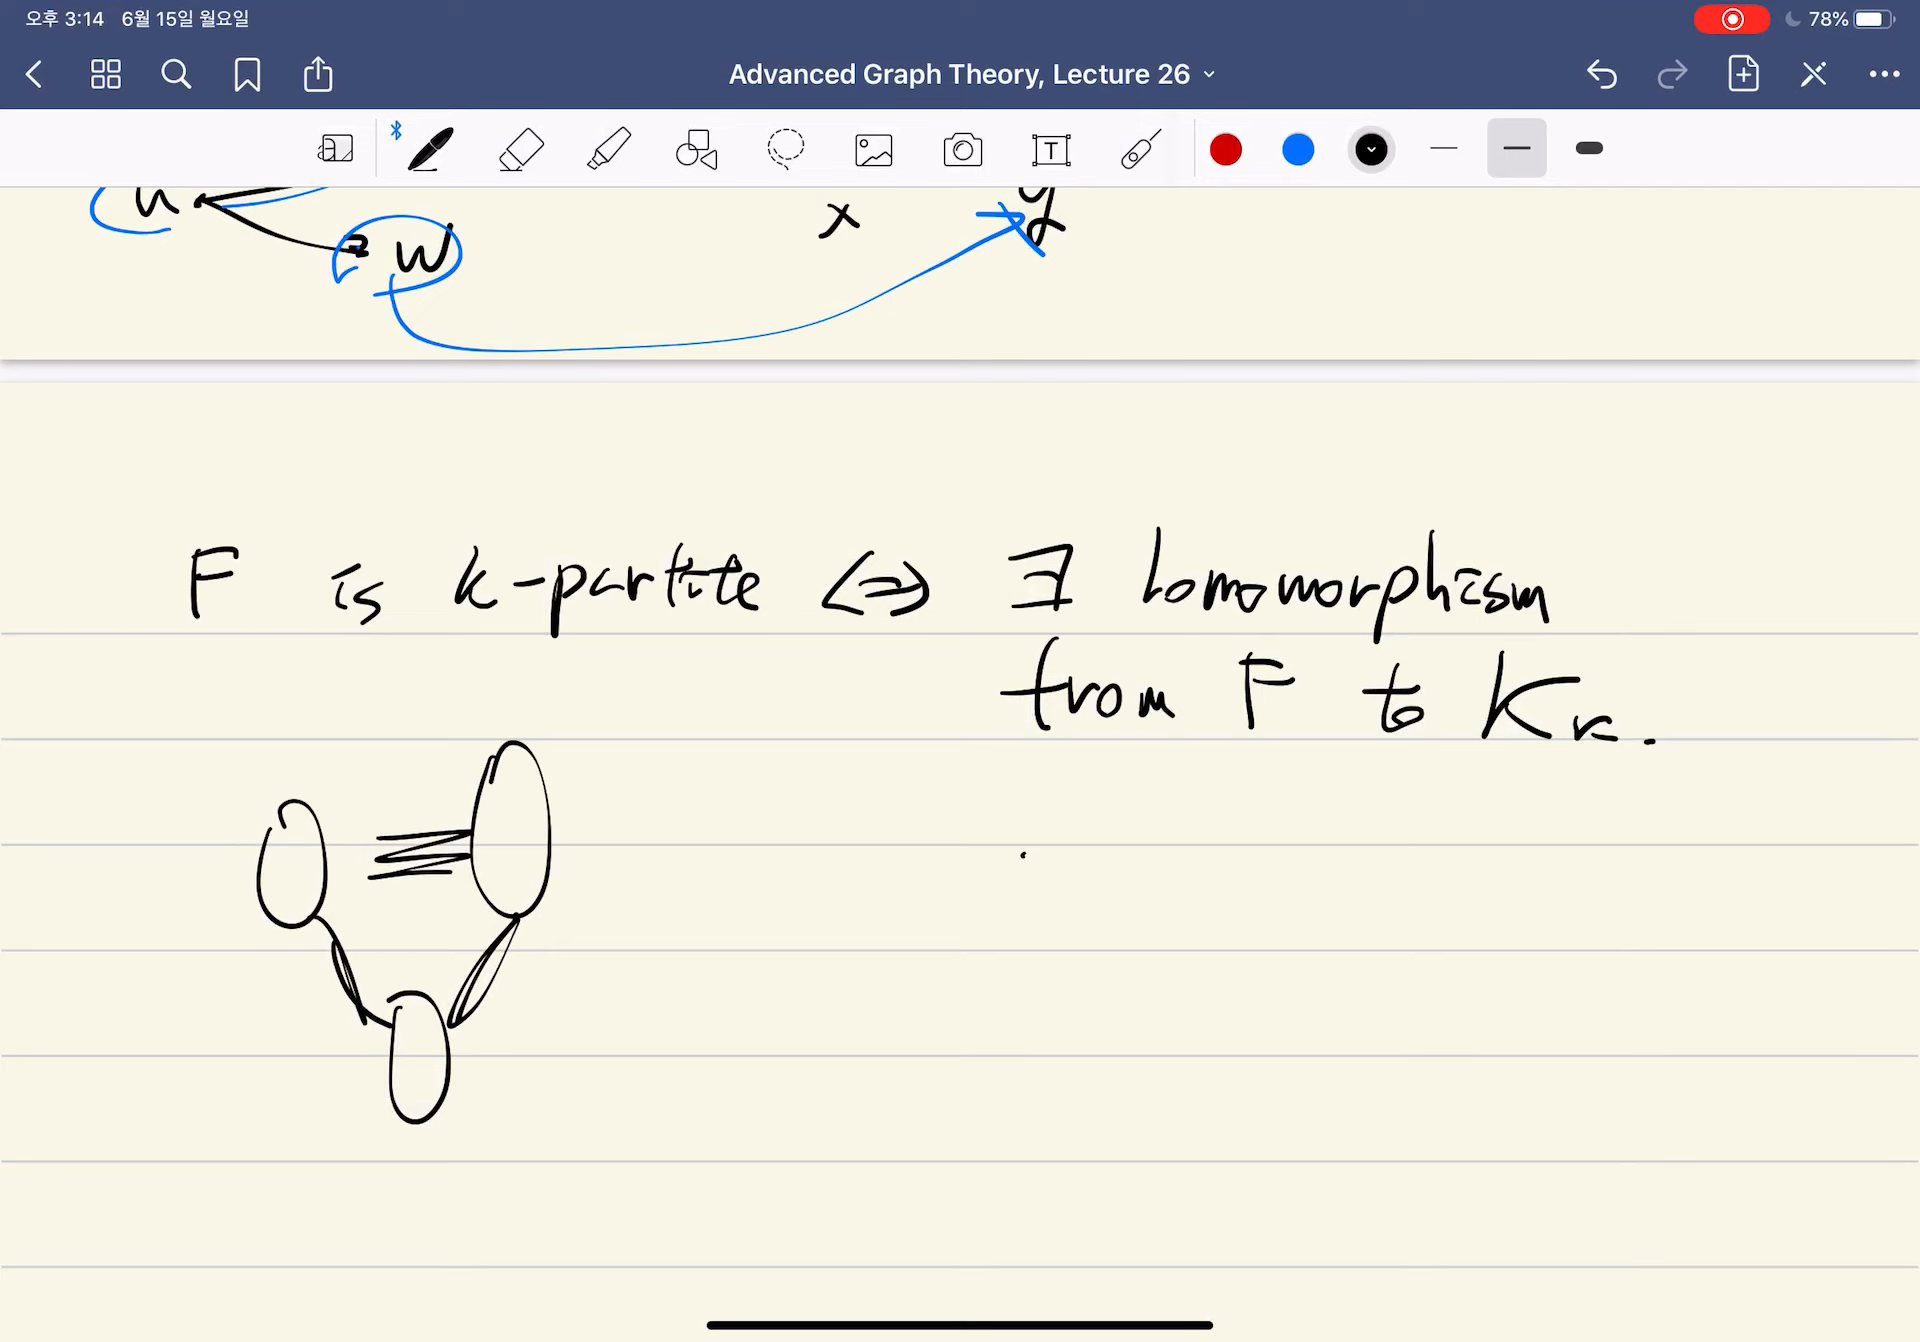 오후 3:14 6월 15일 월요일
78%
Advanced Graph Theory, Lecture 26
a
T
u
w
x
y
F is k-partite <=> ∃ homomorphism
from F to K_k.